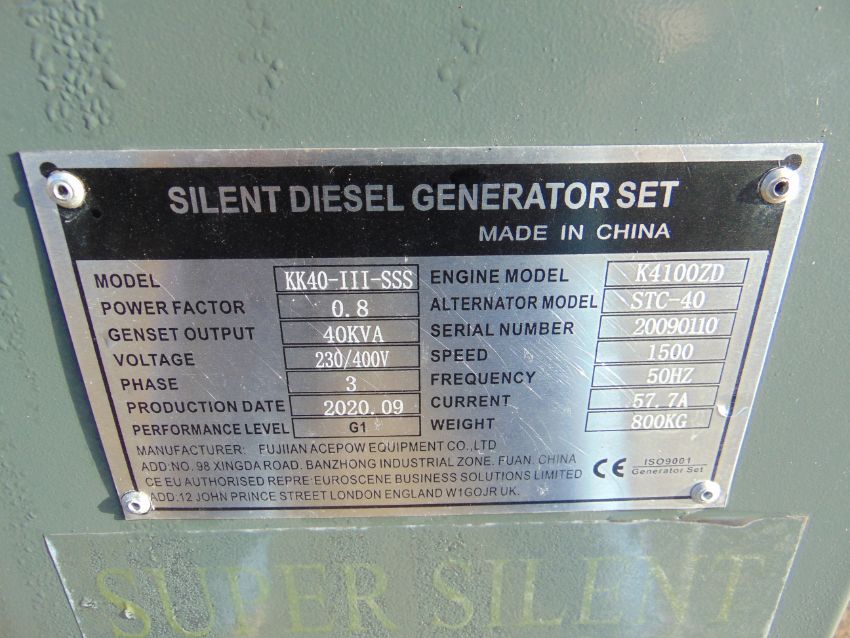 SILENT DIESEL GENERATOR SET
MADE IN CHINA
MODEL KK40-III-SSS ENGINE MODEL K4100ZD
POWER FACTOR 0.8 ALTERNATOR MODEL STC-40
GENSET OUTPUT 40KVA SERIAL NUMBER 20090110
VOLTAGE 230/400V SPEED 1500
PHASE 3 FREQUENCY 50HZ
PRODUCTION DATE 2020.09 CURRENT 57.7A
PERFORMANCE LEVEL G1 WEIGHT 800KG
MANUFACTURER: FUJIIAN ACEPOW EQUIPMENT CO.,LTD
ADD:NO. 98 XINGDA ROAD. BANZHONG INDUSTRIAL ZONE. FUAN. CHINA
CE EU AUTHORISED REPRE: EUROSCENE BUSINESS SOLUTIONS LIMITED
ADD.12 JOHN PRINCE STREET LONDON ENGLAND W1GOJR UK.
CE ISO9001
Generator Set
SUPER SILENT